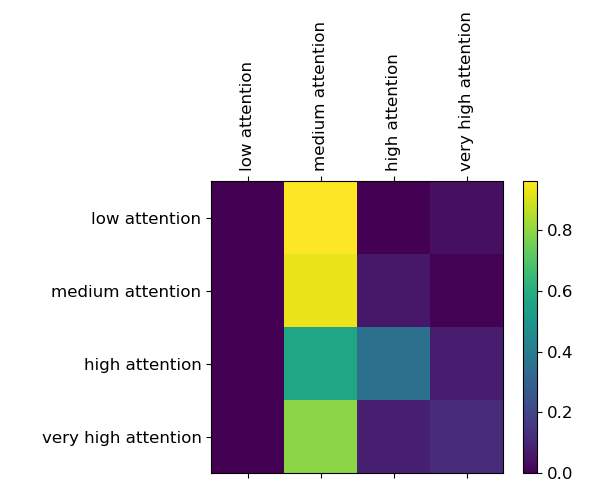 low attention
medium attention
high attention
very high attention
low attention
medium attention
high attention
very high attention
0.8
0.6
0.4
0.2
0.0